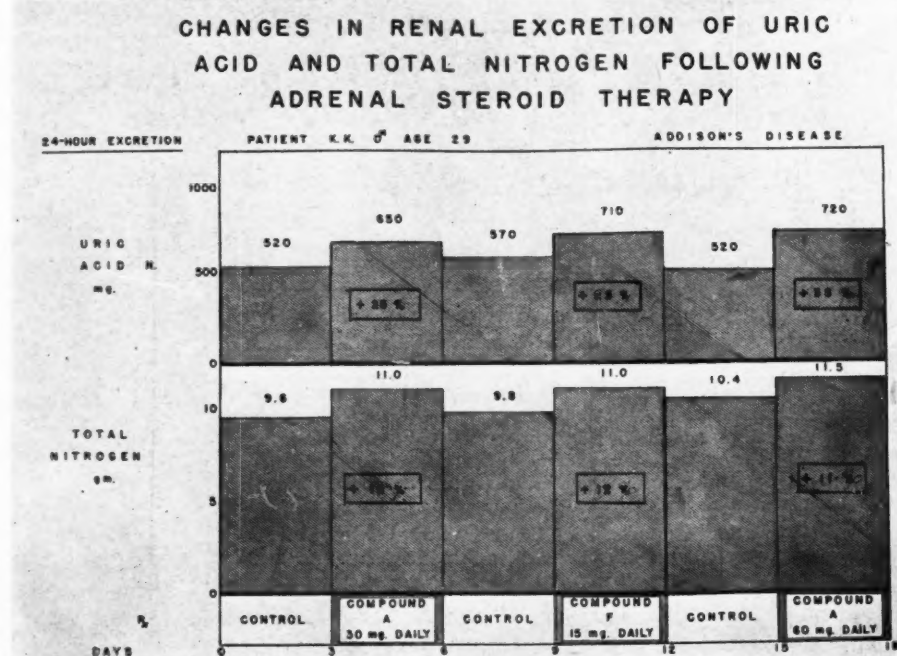 CHANGES IN RENAL EXCRETION OF URIC
ACID AND TOTAL NITROGEN FOLLOWING
ADRENAL STEROID THERAPY
24-HOUR EXCRETION PATIENT K.K. ♂ AGE 29 ADDISON'S DISEASE
1000
650 710 720
URIC 520 570 520
ACID N. 500
mg.
+ 25 %
0
9.6 11.0 9.8 11.0 10.4 11.5
10
TOTAL
NITROGEN
gm.
+ 12 % + 11 %
5
0
℞ CONTROL COMPOUND A 30 mg. DAILY CONTROL COMPOUND F 15 mg. DAILY CONTROL COMPOUND A 60 mg. DAILY
DAYS 0 3 6 9 12 15 18